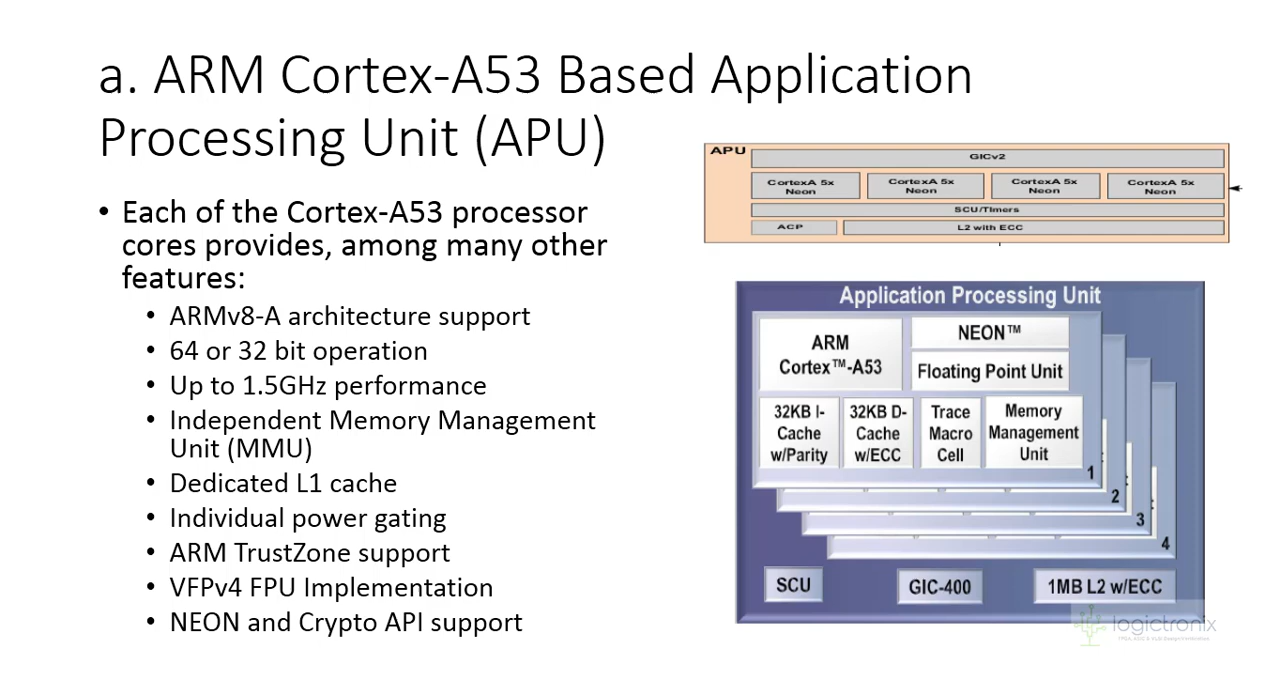 a. ARM Cortex-A53 Based Application
Processing Unit (APU)
• Each of the Cortex-A53 processor
cores provides, among many other
features:
• ARMv8-A architecture support
• 64 or 32 bit operation
• Up to 1.5GHz performance
• Independent Memory Management
Unit (MMU)
• Dedicated L1 cache
• Individual power gating
• ARM TrustZone support
• VFPv4 FPU Implementation
• NEON and Crypto API support
APU
GICv2
CortexA 5x
Neon
CortexA 5x
Neon
CortexA 5x
Neon
CortexA 5x
Neon
SCU/Timers
ACP
L2 with ECC
Application Processing Unit
ARM
Cortex™-A53
NEON™
Floating Point Unit
32KB I-
Cache
w/Parity
32KB D-
Cache
w/ECC
Trace
Macro
Cell
Memory
Management
Unit
1
2
3
4
SCU
GIC-400
1MB L2 w/ECC
logictronix